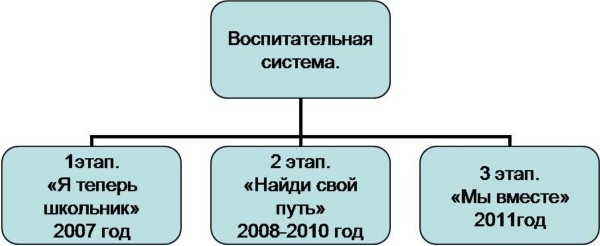 Воспитательная
система.
1этап.
«Я теперь
школьник»
2007 год
2 этап.
«Найди свой
путь»
2008-2010 год
3 этап.
«Мы вместе»
2011год